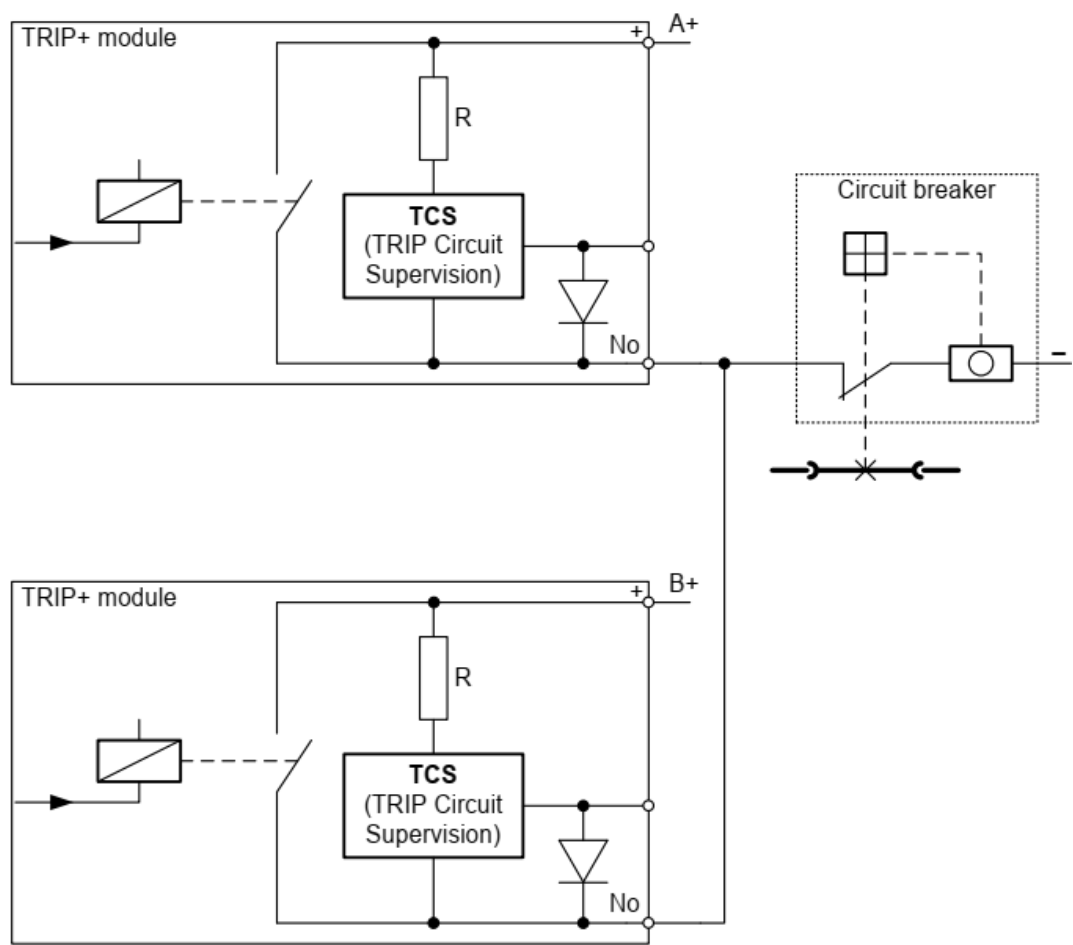 TRIP+ module
+
A+
R
TCS
(TRIP Circuit
Supervision)
No
Circuit breaker
–
TRIP+ module
+
B+
R
TCS
(TRIP Circuit
Supervision)
No